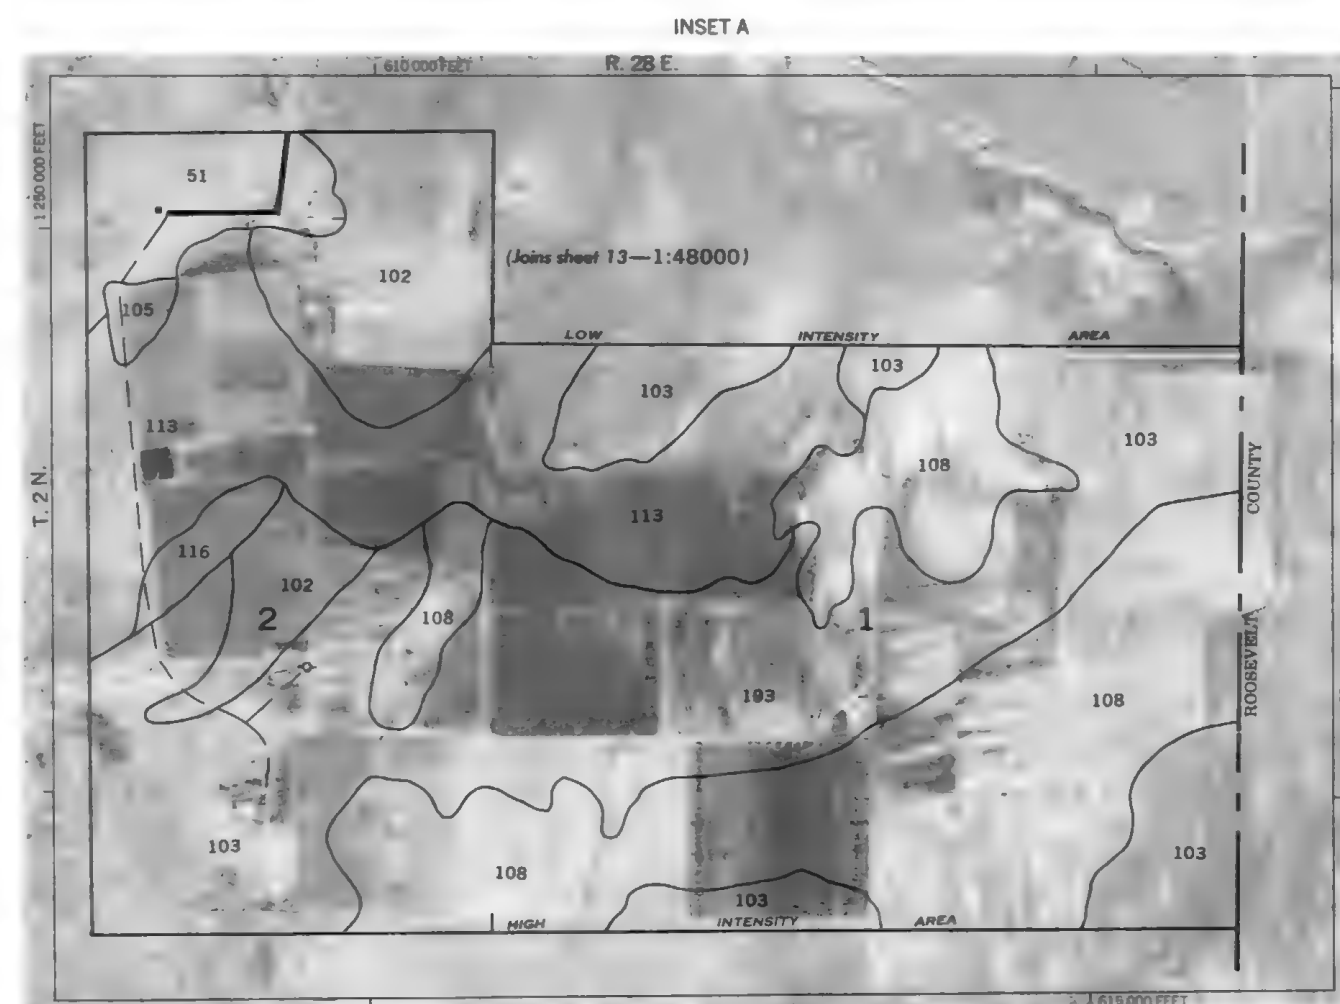 INSET A
610 000 FEET
R. 28 E.
1 250 000 FEET
51
(Joins sheet 13—1:48000)
102
105
LOW INTENSITY AREA
103
103
113
103
108
T. 2 N.
COUNTY
113
116
102
2
108
1
193
108
ROOSEVELT
103
103
108
103
HIGH INTENSITY AREA
615 000 FEET